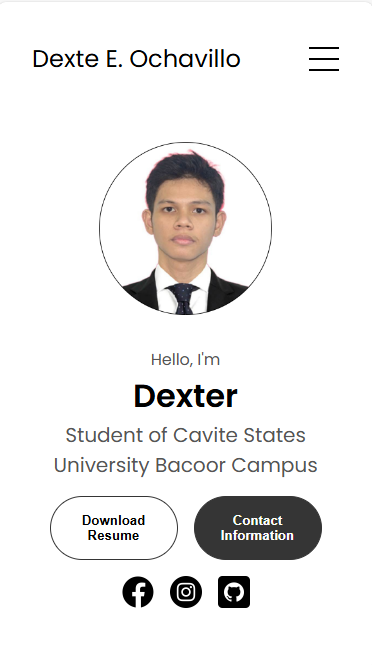 Dexte E. Ochavillo
Hello, I'm
Dexter
Student of Cavite States
University Bacoor Campus
Download
Resume
Contact
Information